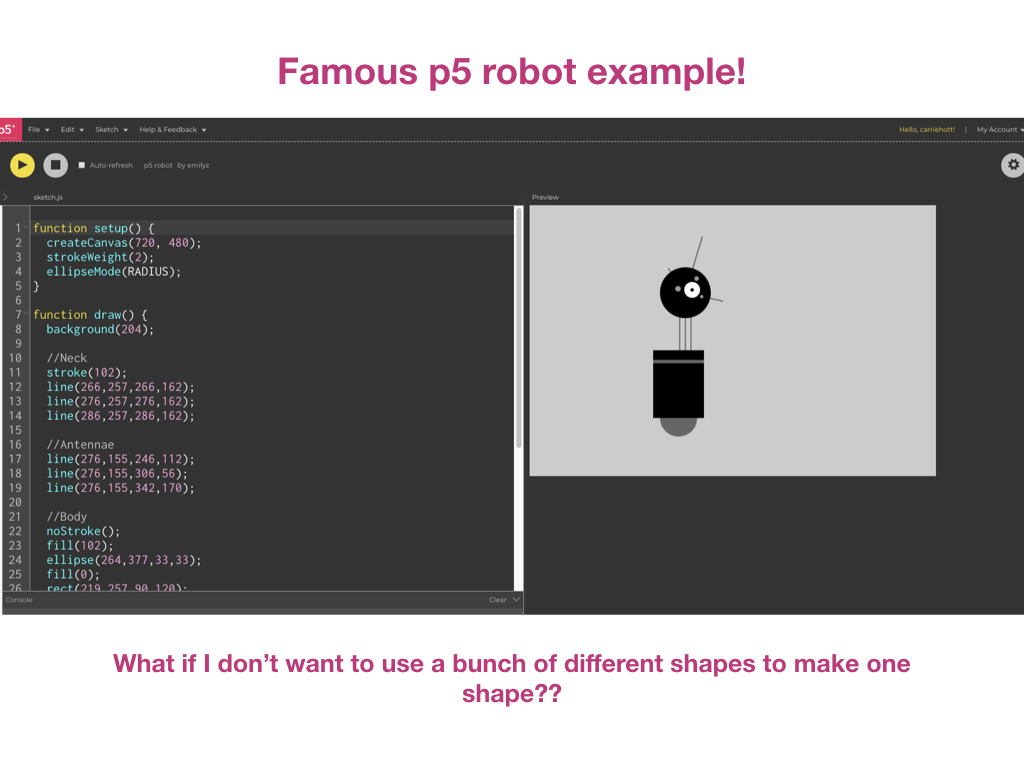 Famous p5 robot example!
p5* File Edit Sketch Help & Feedback Hello, carriehott! | My Account
Auto-refresh p5 robot by emilyz
sketch.js
Preview
1 function setup() {
2 createCanvas(720, 480);
3 strokeWeight(2);
4 ellipseMode(RADIUS);
5 }
6
7 function draw() {
8 background(204);
9
10 //Neck
11 stroke(102);
12 line(266,257,266,162);
13 line(276,257,276,162);
14 line(286,257,286,162);
15
16 //Antennae
17 line(276,155,246,112);
18 line(276,155,306,56);
19 line(276,155,342,170);
20
21 //Body
22 noStroke();
23 fill(102);
24 ellipse(264,377,33,33);
25 fill(0);
26 rect(219,257,90,120);
Console Clear
What if I don’t want to use a bunch of different shapes to make one
shape??